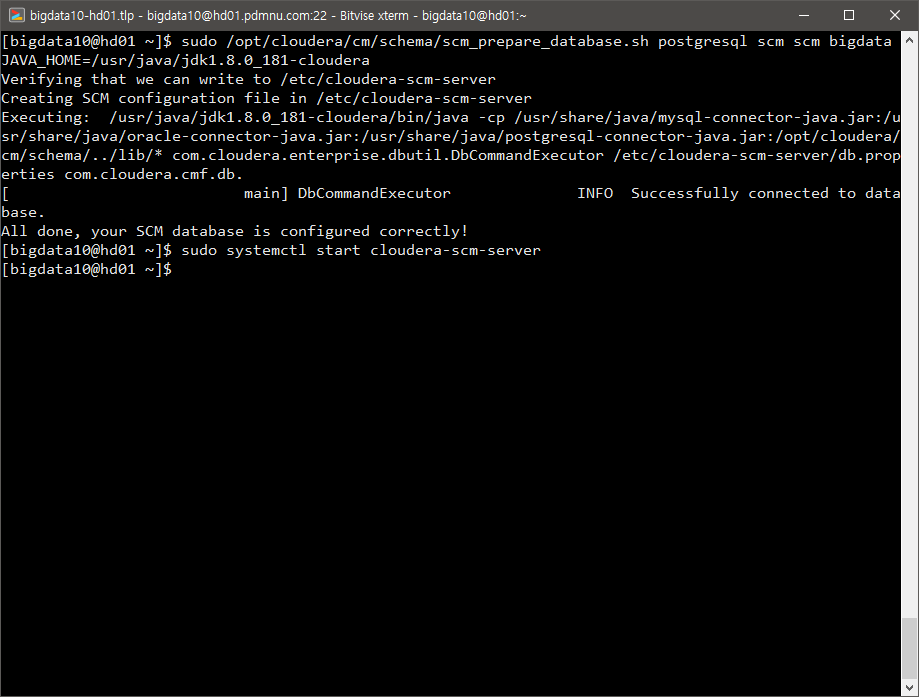 bigdata10-hd01.tlp - bigdata10@hd01.pdmnu.com:22 - Bitvise xterm - bigdata10@hd01:~
[bigdata10@hd01 ~]$ sudo /opt/cloudera/cm/schema/scm_prepare_database.sh postgresql scm scm bigdata
JAVA_HOME=/usr/java/jdk1.8.0_181-cloudera
Verifying that we can write to /etc/cloudera-scm-server
Creating SCM configuration file in /etc/cloudera-scm-server
Executing:  /usr/java/jdk1.8.0_181-cloudera/bin/java -cp /usr/share/java/mysql-connector-java.jar:/u
sr/share/java/oracle-connector-java.jar:/usr/share/java/postgresql-connector-java.jar:/opt/cloudera/
cm/schema/../lib/* com.cloudera.enterprise.dbutil.DbCommandExecutor /etc/cloudera-scm-server/db.prop
erties com.cloudera.cmf.db.
[                          main] DbCommandExecutor              INFO  Successfully connected to data
base.
All done, your SCM database is configured correctly!
[bigdata10@hd01 ~]$ sudo systemctl start cloudera-scm-server
[bigdata10@hd01 ~]$